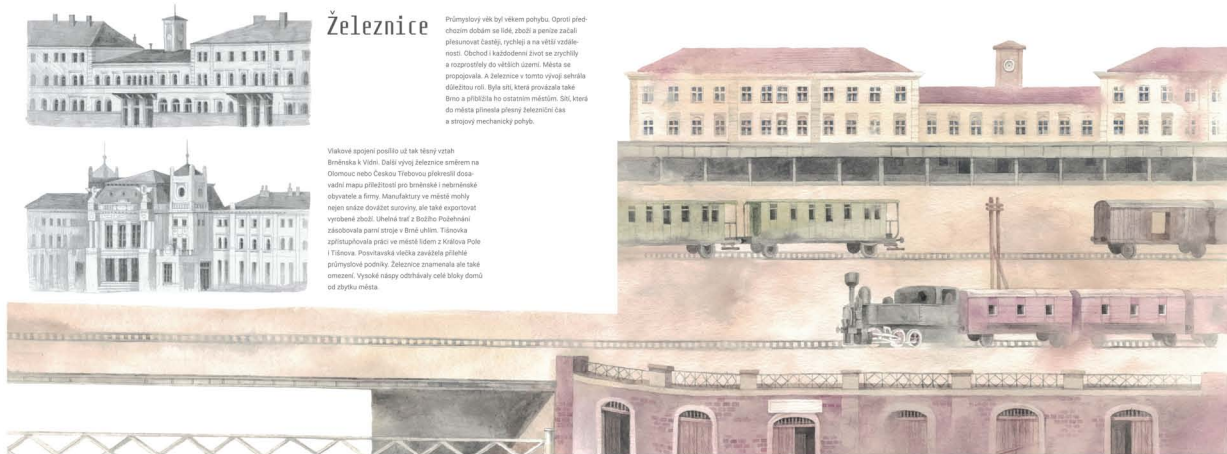 Železnice
Průmyslový věk byl věkem pohybu. Oproti před-
chozím dobám se lidé, zboží a peníze začali
přesunovat častěji, rychleji a na větší vzdále-
nosti. Obchod i každodenní život se zrychlily
a rozprostřely do větších území. Města se
propojovala. A železnice v tomto vývoji sehrála
důležitou roli. Byla sítí, která provázala také
Brno a přiblížila ho ostatním městům. Sítí, která
do města přinesla přesný železniční čas
a strojový mechanický pohyb.
Vlakové spojení posílilo už tak těsný vztah
Brněnska k Vídni. Další vývoj železnice směrem na
Olomouc nebo Českou Třebovou překreslil dosa-
vadní mapu příležitostí pro brněnské i nebrněnské
obyvatele a firmy. Manufaktury ve městě mohly
nejen snáze dovážet suroviny, ale také exportovat
vyrobené zboží. Uhelná trať z Božího Požehnání
zásobovala parní stroje v Brně uhlím. Tišnovka
zpřístupňovala práci ve městě lidem z Králova Pole
i Tišnova. Posvitavská vlečka zavážela přilehlé
průmyslové podniky. Železnice znamenala ale také
omezení. Vysoké náspy odtrhávaly celé bloky domů
od zbytku města.